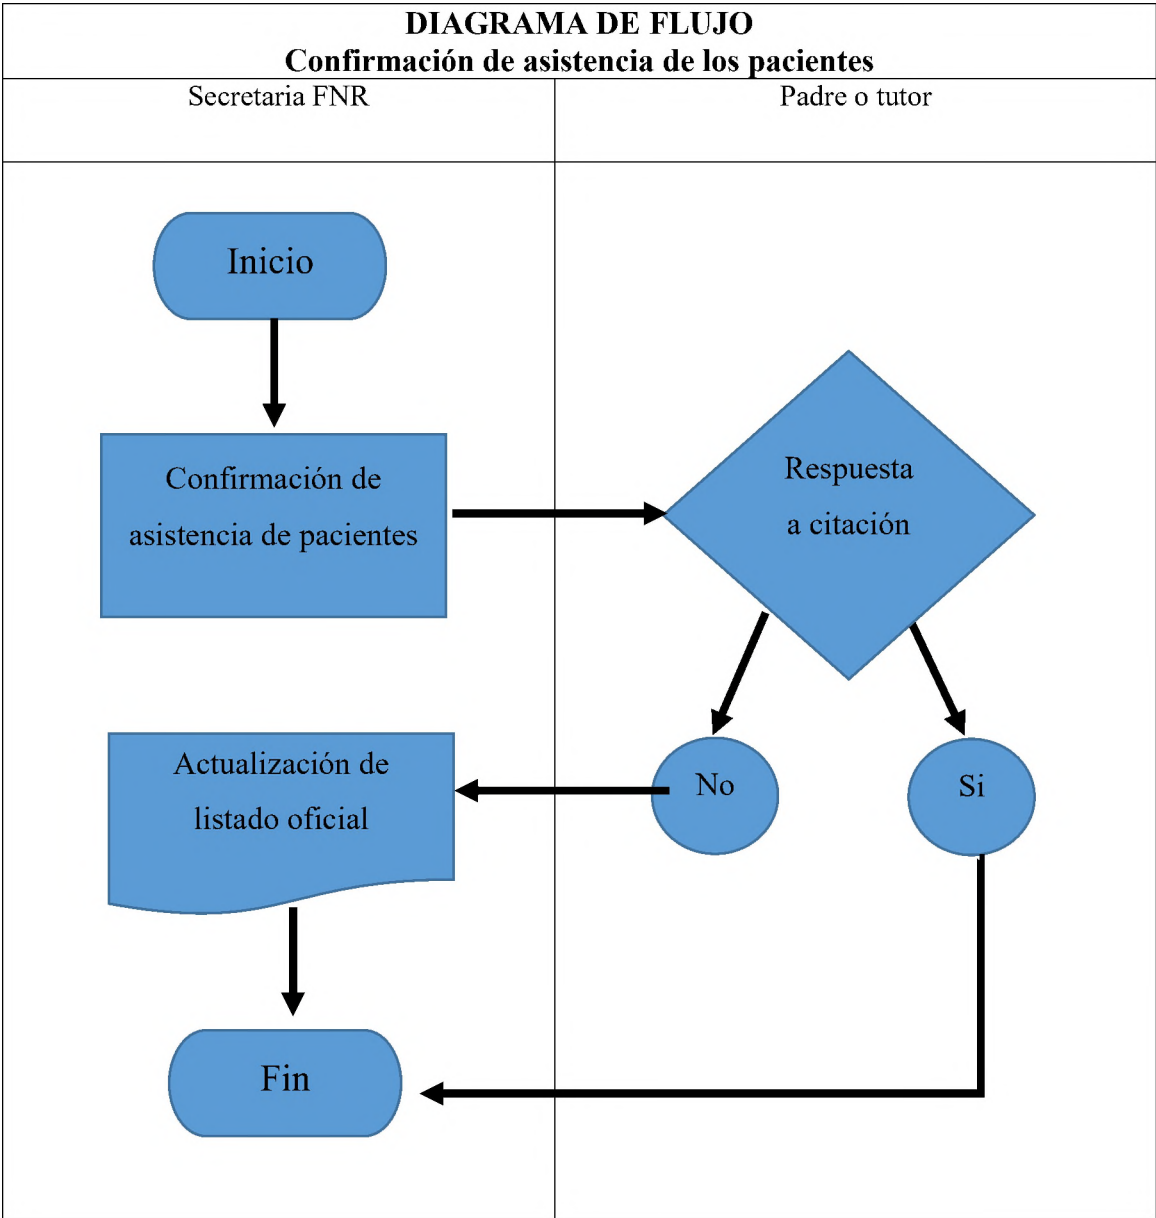 DIAGRAMA DE FLUJO
Confirmación de asistencia de los pacientes
Secretaria FNR
Padre o tutor
Inicio
Confirmación de
asistencia de pacientes
Respuesta
a citación
No
Si
Actualización de
listado oficial
Fin